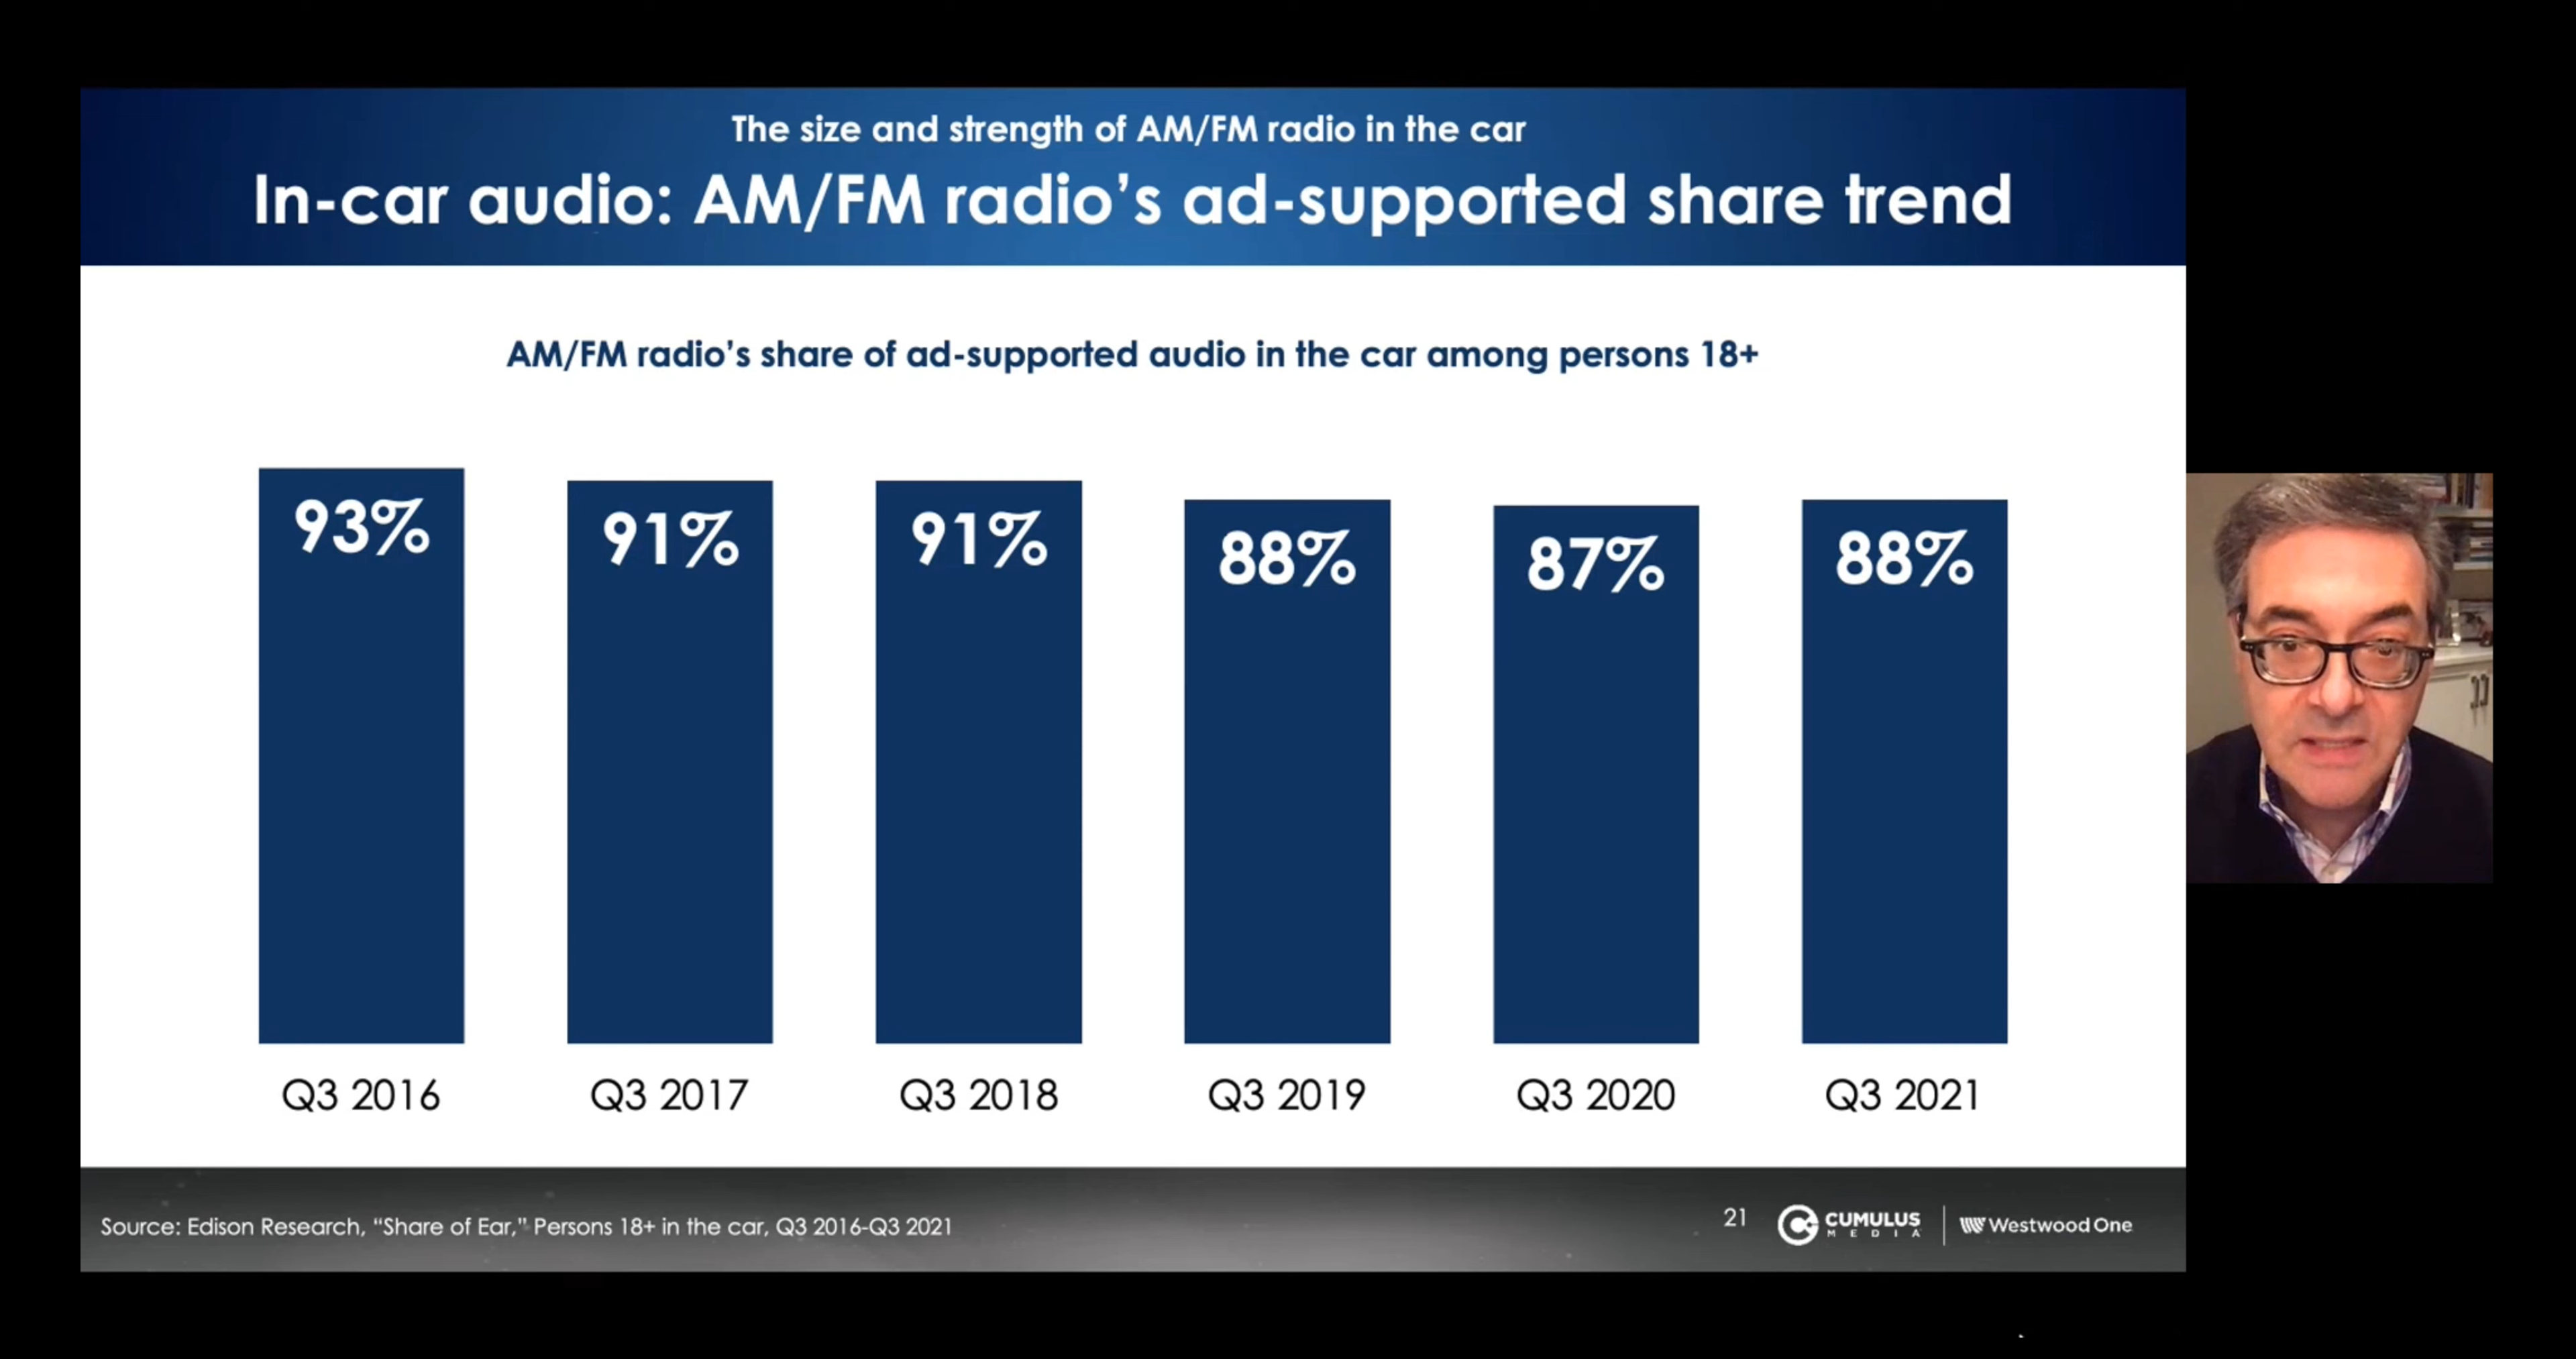 The size and strength of AM/FM radio in the car
In-car audio: AM/FM radio’s ad-supported share trend
AM/FM radio’s share of ad-supported audio in the car among persons 18+
93%
91%
91%
88%
87%
88%
Q3 2016
Q3 2017
Q3 2018
Q3 2019
Q3 2020
Q3 2021
Source: Edison Research, “Share of Ear,” Persons 18+ in the car, Q3 2016-Q3 2021
21
CUMULUS
MEDIA
Westwood One